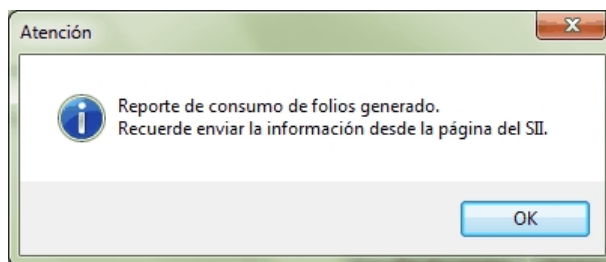 Atención
Reporte de consumo de folios generado.
Recuerde enviar la información desde la página del SII.
OK